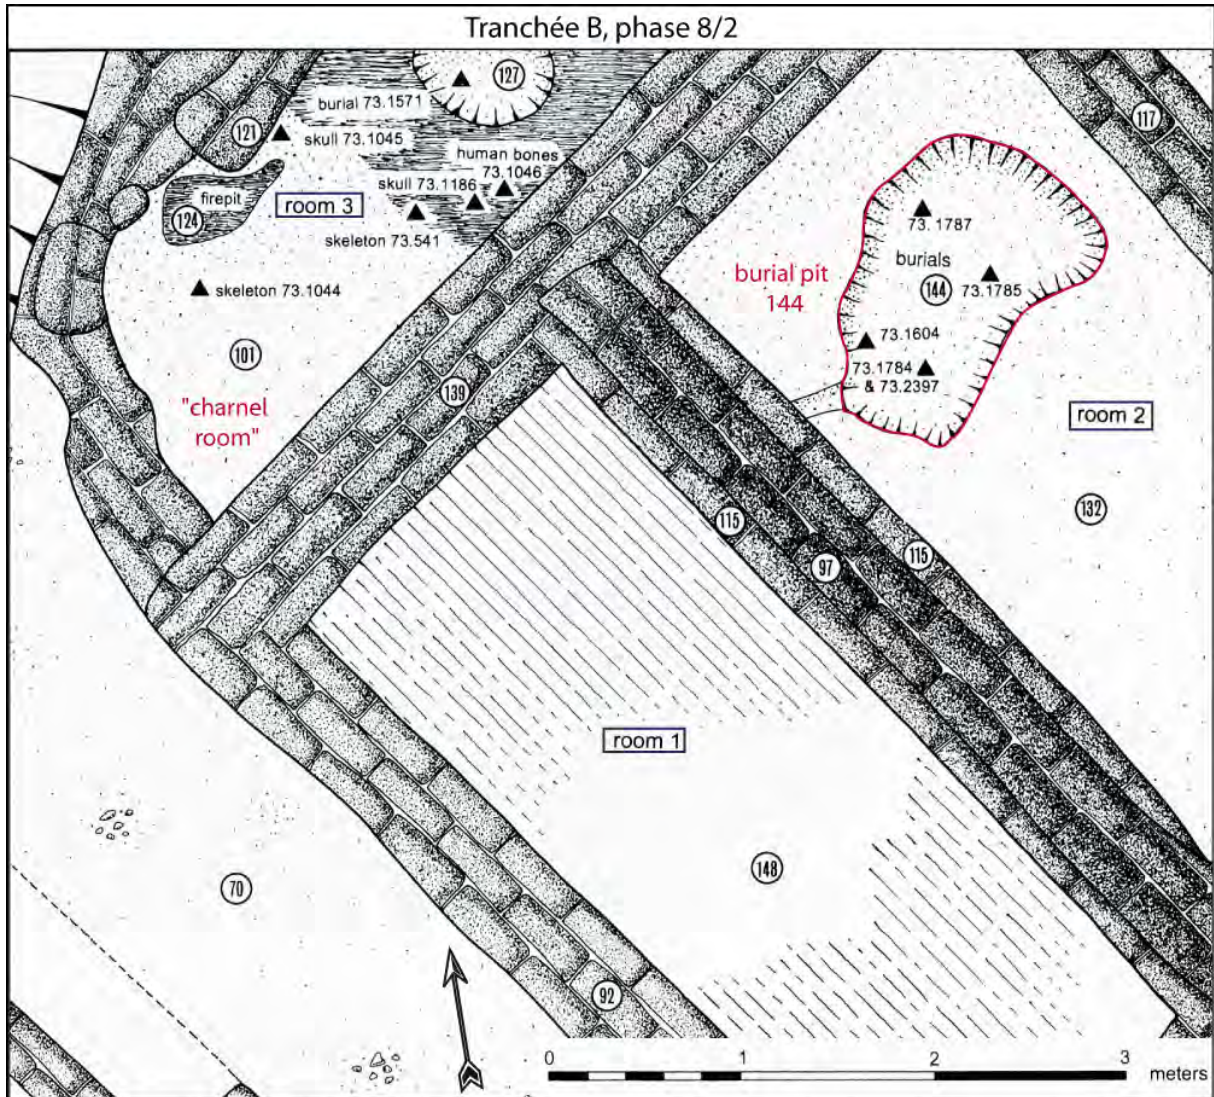 Tranchée B, phase 8/2
127
burial 73.1571
117
121
skull 73.1045
human bones
73.1046
firepit
skull 73.1186
room 3
124
skeleton 73.541
73. 1787
burials
burial pit
144
144
73.1785
skeleton 73.1044
73.1604
101
73.1784
& 73.2397
139
"charnel
room"
room 2
132
115
115
97
room 1
148
70
92
0 1 2 3
meters